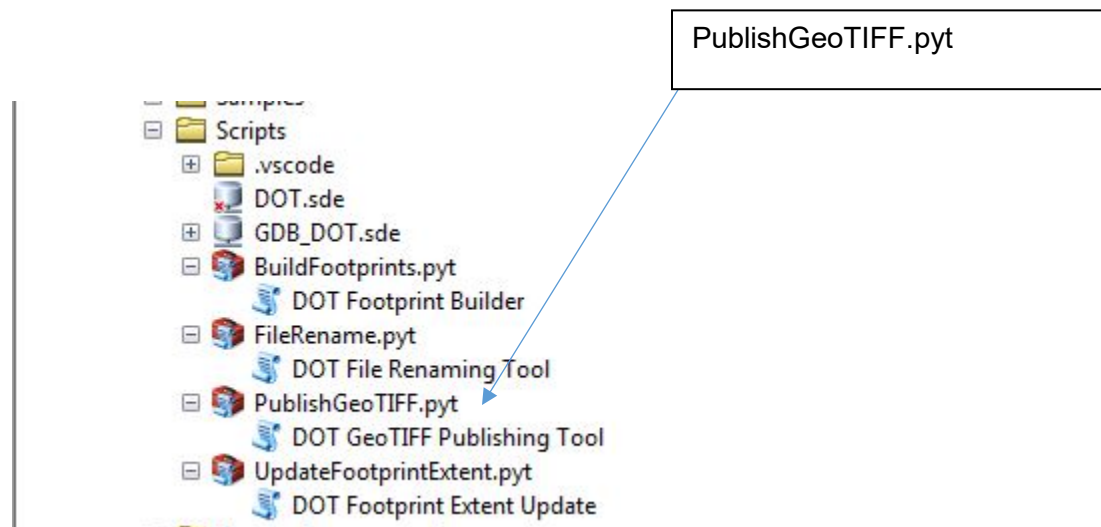 PublishGeoTIFF.pyt
Samples
Scripts
.vscode
DOT.sde
GDB_DOT.sde
BuildFootprints.pyt
DOT Footprint Builder
FileRename.pyt
DOT File Renaming Tool
PublishGeoTIFF.pyt
DOT GeoTIFF Publishing Tool
UpdateFootprintExtent.pyt
DOT Footprint Extent Update